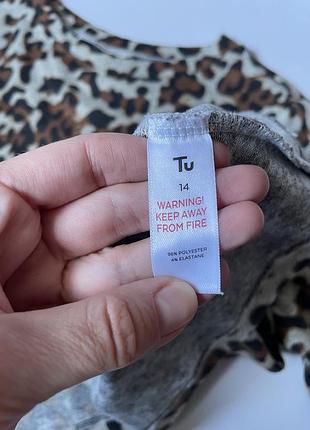 Tu
14
WARNING!
KEEP AWAY
FROM FIRE
96% POLYESTER
4% ELASTANE